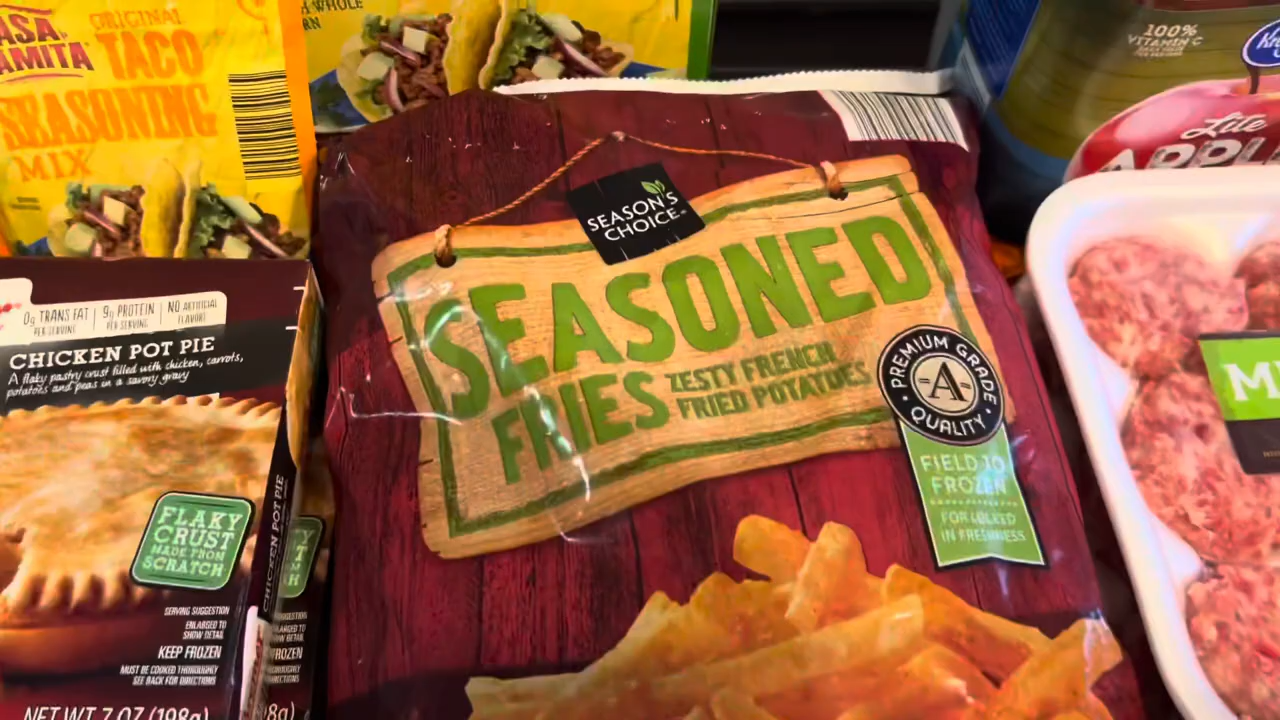 ORIGINAL
TACO
SEASONING
MIX
100%
VITAMIN C
Lite
0g TRANS FAT
PER SERVING
9g PROTEIN
PER SERVING
NO ARTIFICIAL
FLAVORS
CHICKEN POT PIE
A flaky pastry crust filled with chicken, carrots,
potatoes and peas in a savory gravy
FLAKY
CRUST
MADE FROM
SCRATCH
SERVING SUGGESTION
ENLARGED TO
SHOW DETAIL
KEEP FROZEN
MUST BE COOKED THOROUGHLY
SEE BACK FOR DIRECTIONS
NET WT 7 OZ (198g)
CHICKEN POT PIE
SEASON'S
CHOICE
SEASONED
FRIES
ZESTY FRENCH
FRIED POTATOES
PREMIUM GRADE
A
QUALITY
FIELD TO
FROZEN
FOR LOCKED
IN FRESHNESS